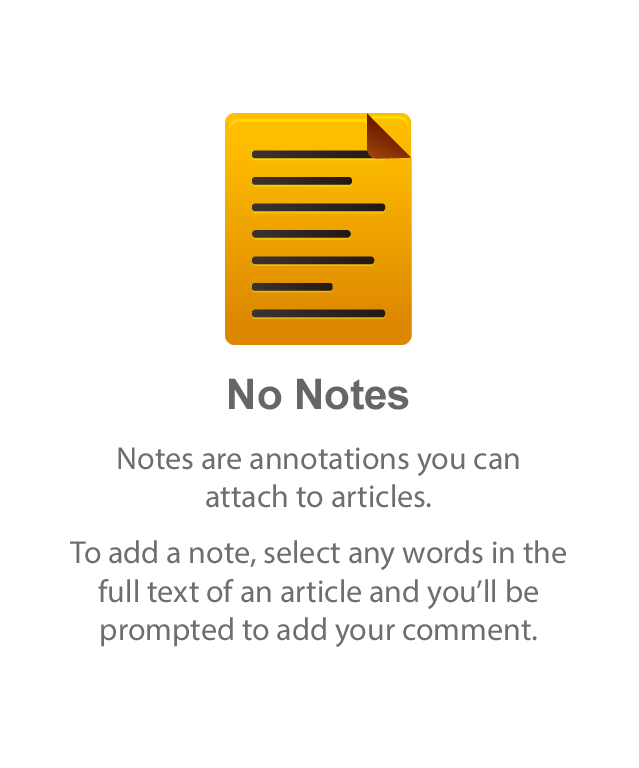 No Notes
Notes are annotations you can
attach to articles.
To add a note, select any words in the
full text of an article and you’ll be
prompted to add your comment.